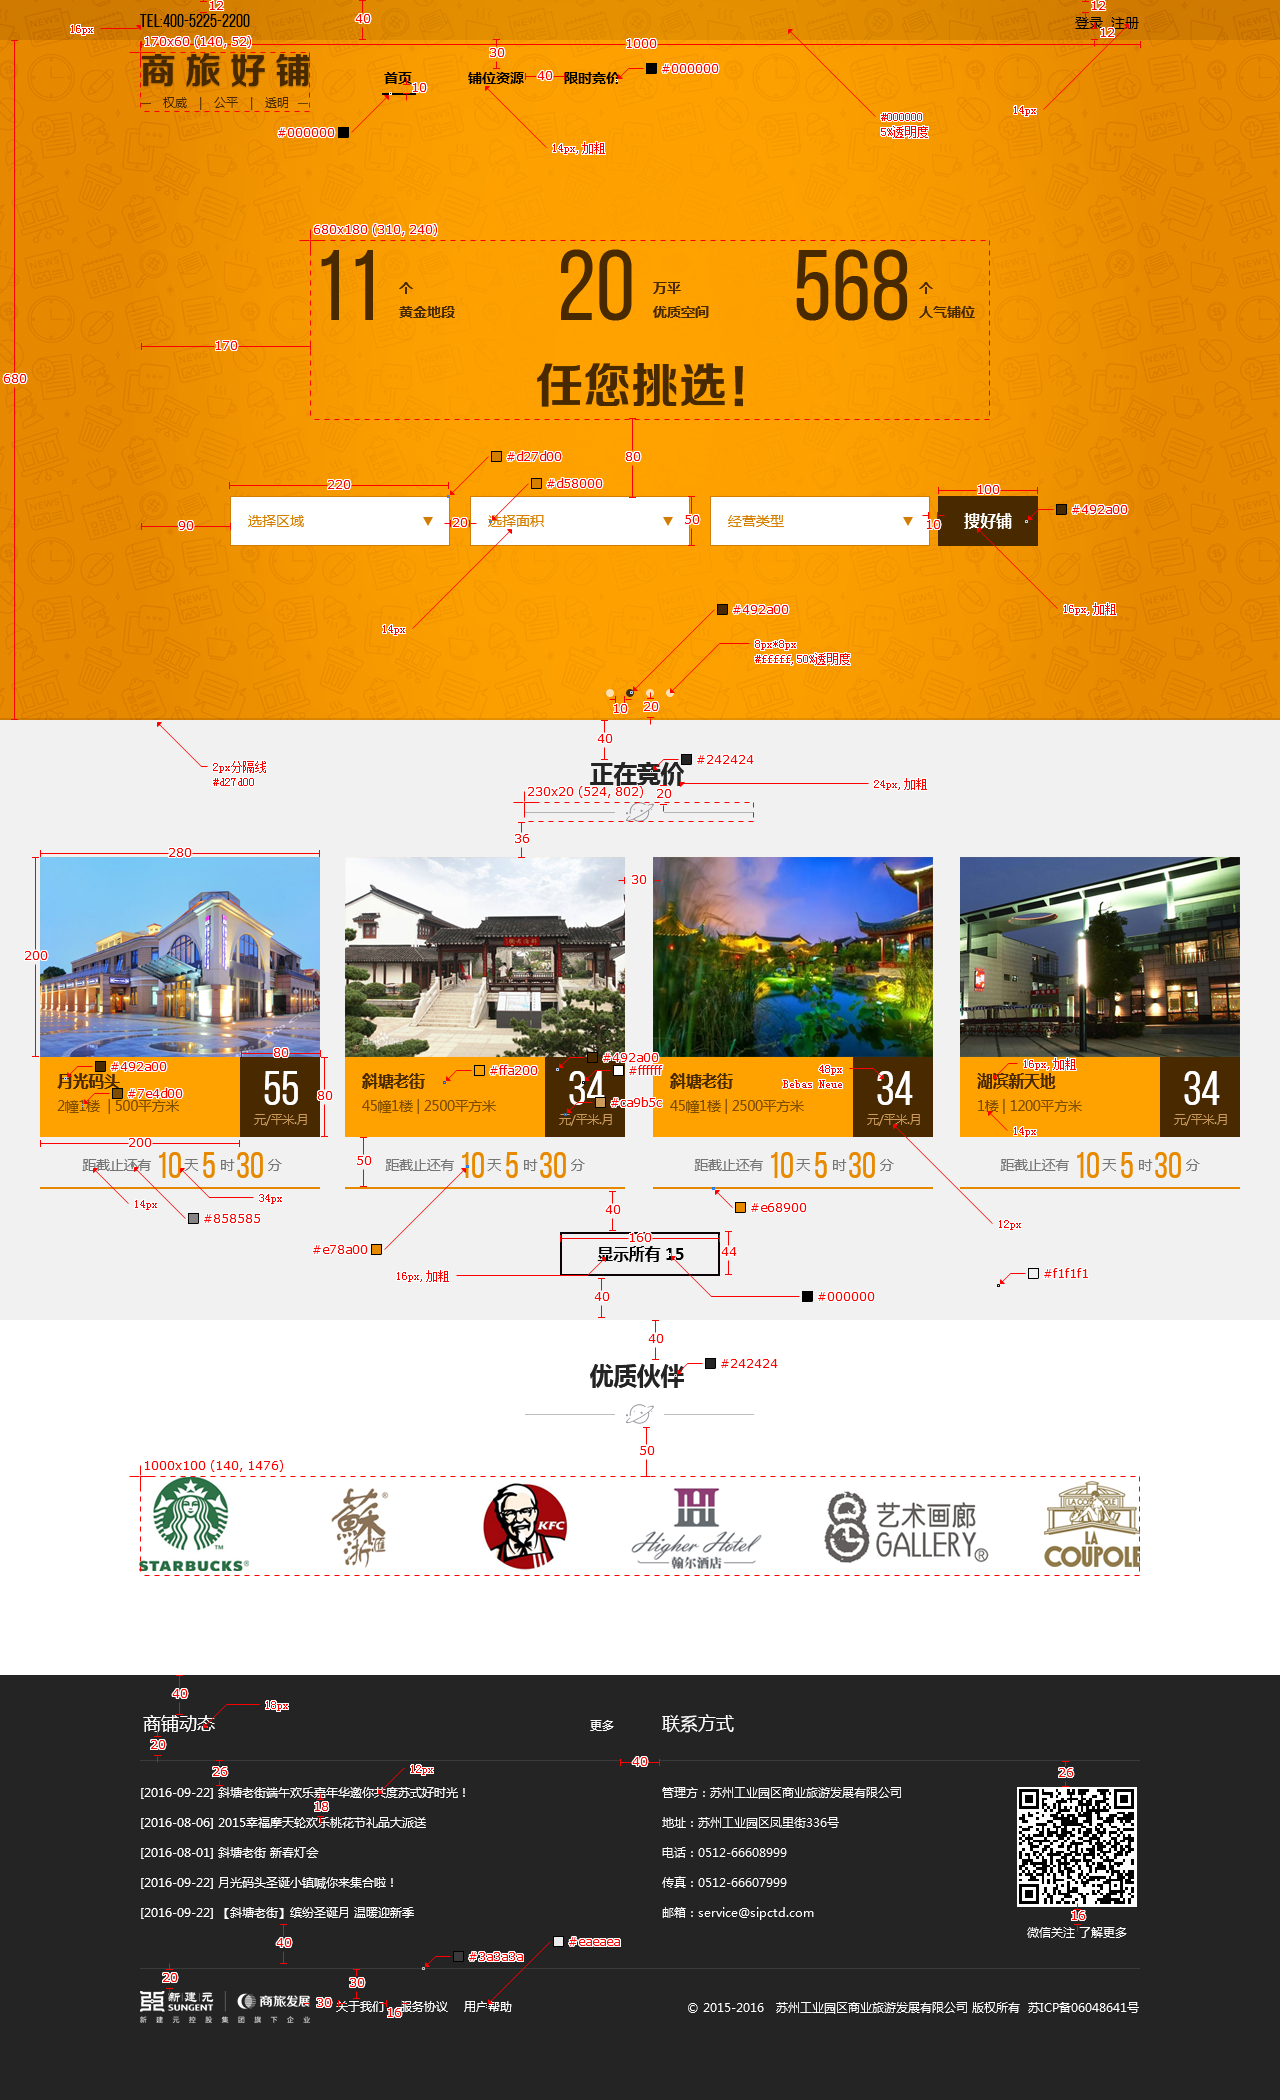 12
40
12
TEL:400-5225-2200
登录 注册
16px
12
170x60 (140, 52)
1000
30
商旅好铺
首页
铺位资源
40
限时竞价
#000000
10
权威 | 公平 | 透明
#000000
14px, 加粗
#000000
5%透明度
14px
680x180 (310, 240)
11
个
黄金地段
20
万平
优质空间
568
个
人气铺位
170
680
任您挑选！
80
#d27d00
#d58000
220
100
90
选择区域
20
选择面积
50
经营类型
10
搜好铺
#492a00
14px
16px, 加粗
#492a00
8px*8px
#fffff, 50%透明度
10
20
40
2px分隔线
#d27d00
正在竞价
#242424
24px, 加粗
230x20 (524, 802)
20
36
280
30
200
80
#492a00
月光码头
#7e4d00
2幢1楼 | 500平方米
55
元/平米.月
80
200
斜塘老街
#ffa200
45幢1楼 | 2500平方米
#492a00
#ffffff
34
#ca9b5c
元/平米.月
斜塘老街
48px
Bebas Neue
45幢1楼 | 2500平方米
34
元/平米.月
湖滨新天地
16px, 加粗
1楼 | 1200平方米
14px
34
元/平米.月
距截止还有 10 天 5 时 30 分
50
距截止还有 10 天 5 时 30 分
距截止还有 10 天 5 时 30 分
距截止还有 10 天 5 时 30 分
14px
34px
#858585
40
#e68900
12px
#e78a00
160
44
显示所有 15
16px, 加粗
#f1f1f1
40
#000000
40
优质伙伴
#242424
50
1000x100 (140, 1476)
STARBUCKS®
TM
蘇浙匯
®
KFC
Higher Hotel
翰尔酒店
艺术画廊
GALLERY®
LA COUPOLE
LA
COUPOLE
40
18px
商铺动态
更多
联系方式
20
40
26
12px
26
[2016-09-22] 斜塘老街端午欢乐嘉年华邀你共度苏式好时光！
18
[2016-08-06] 2015幸福摩天轮欢乐桃花节礼品大派送
[2016-08-01] 斜塘老街 新春灯会
[2016-09-22] 月光码头圣诞小镇喊你来集合啦！
[2016-09-22] 【斜塘老街】缤纷圣诞月 温暖迎新季
管理方：苏州工业园区商业旅游发展有限公司
地址：苏州工业园区凤里街336号
电话：0512-66608999
传真：0512-66607999
邮箱：service@sipctd.com
16
微信关注 了解更多
40
#3a3a3a
#eaeaea
20
30
新建元
SUNGENT
商旅发展
新建元控股集团旗下企业
30
关于我们
16
服务协议
用户帮助
© 2015-2016 苏州工业园区商业旅游发展有限公司 版权所有 苏ICP备06048641号